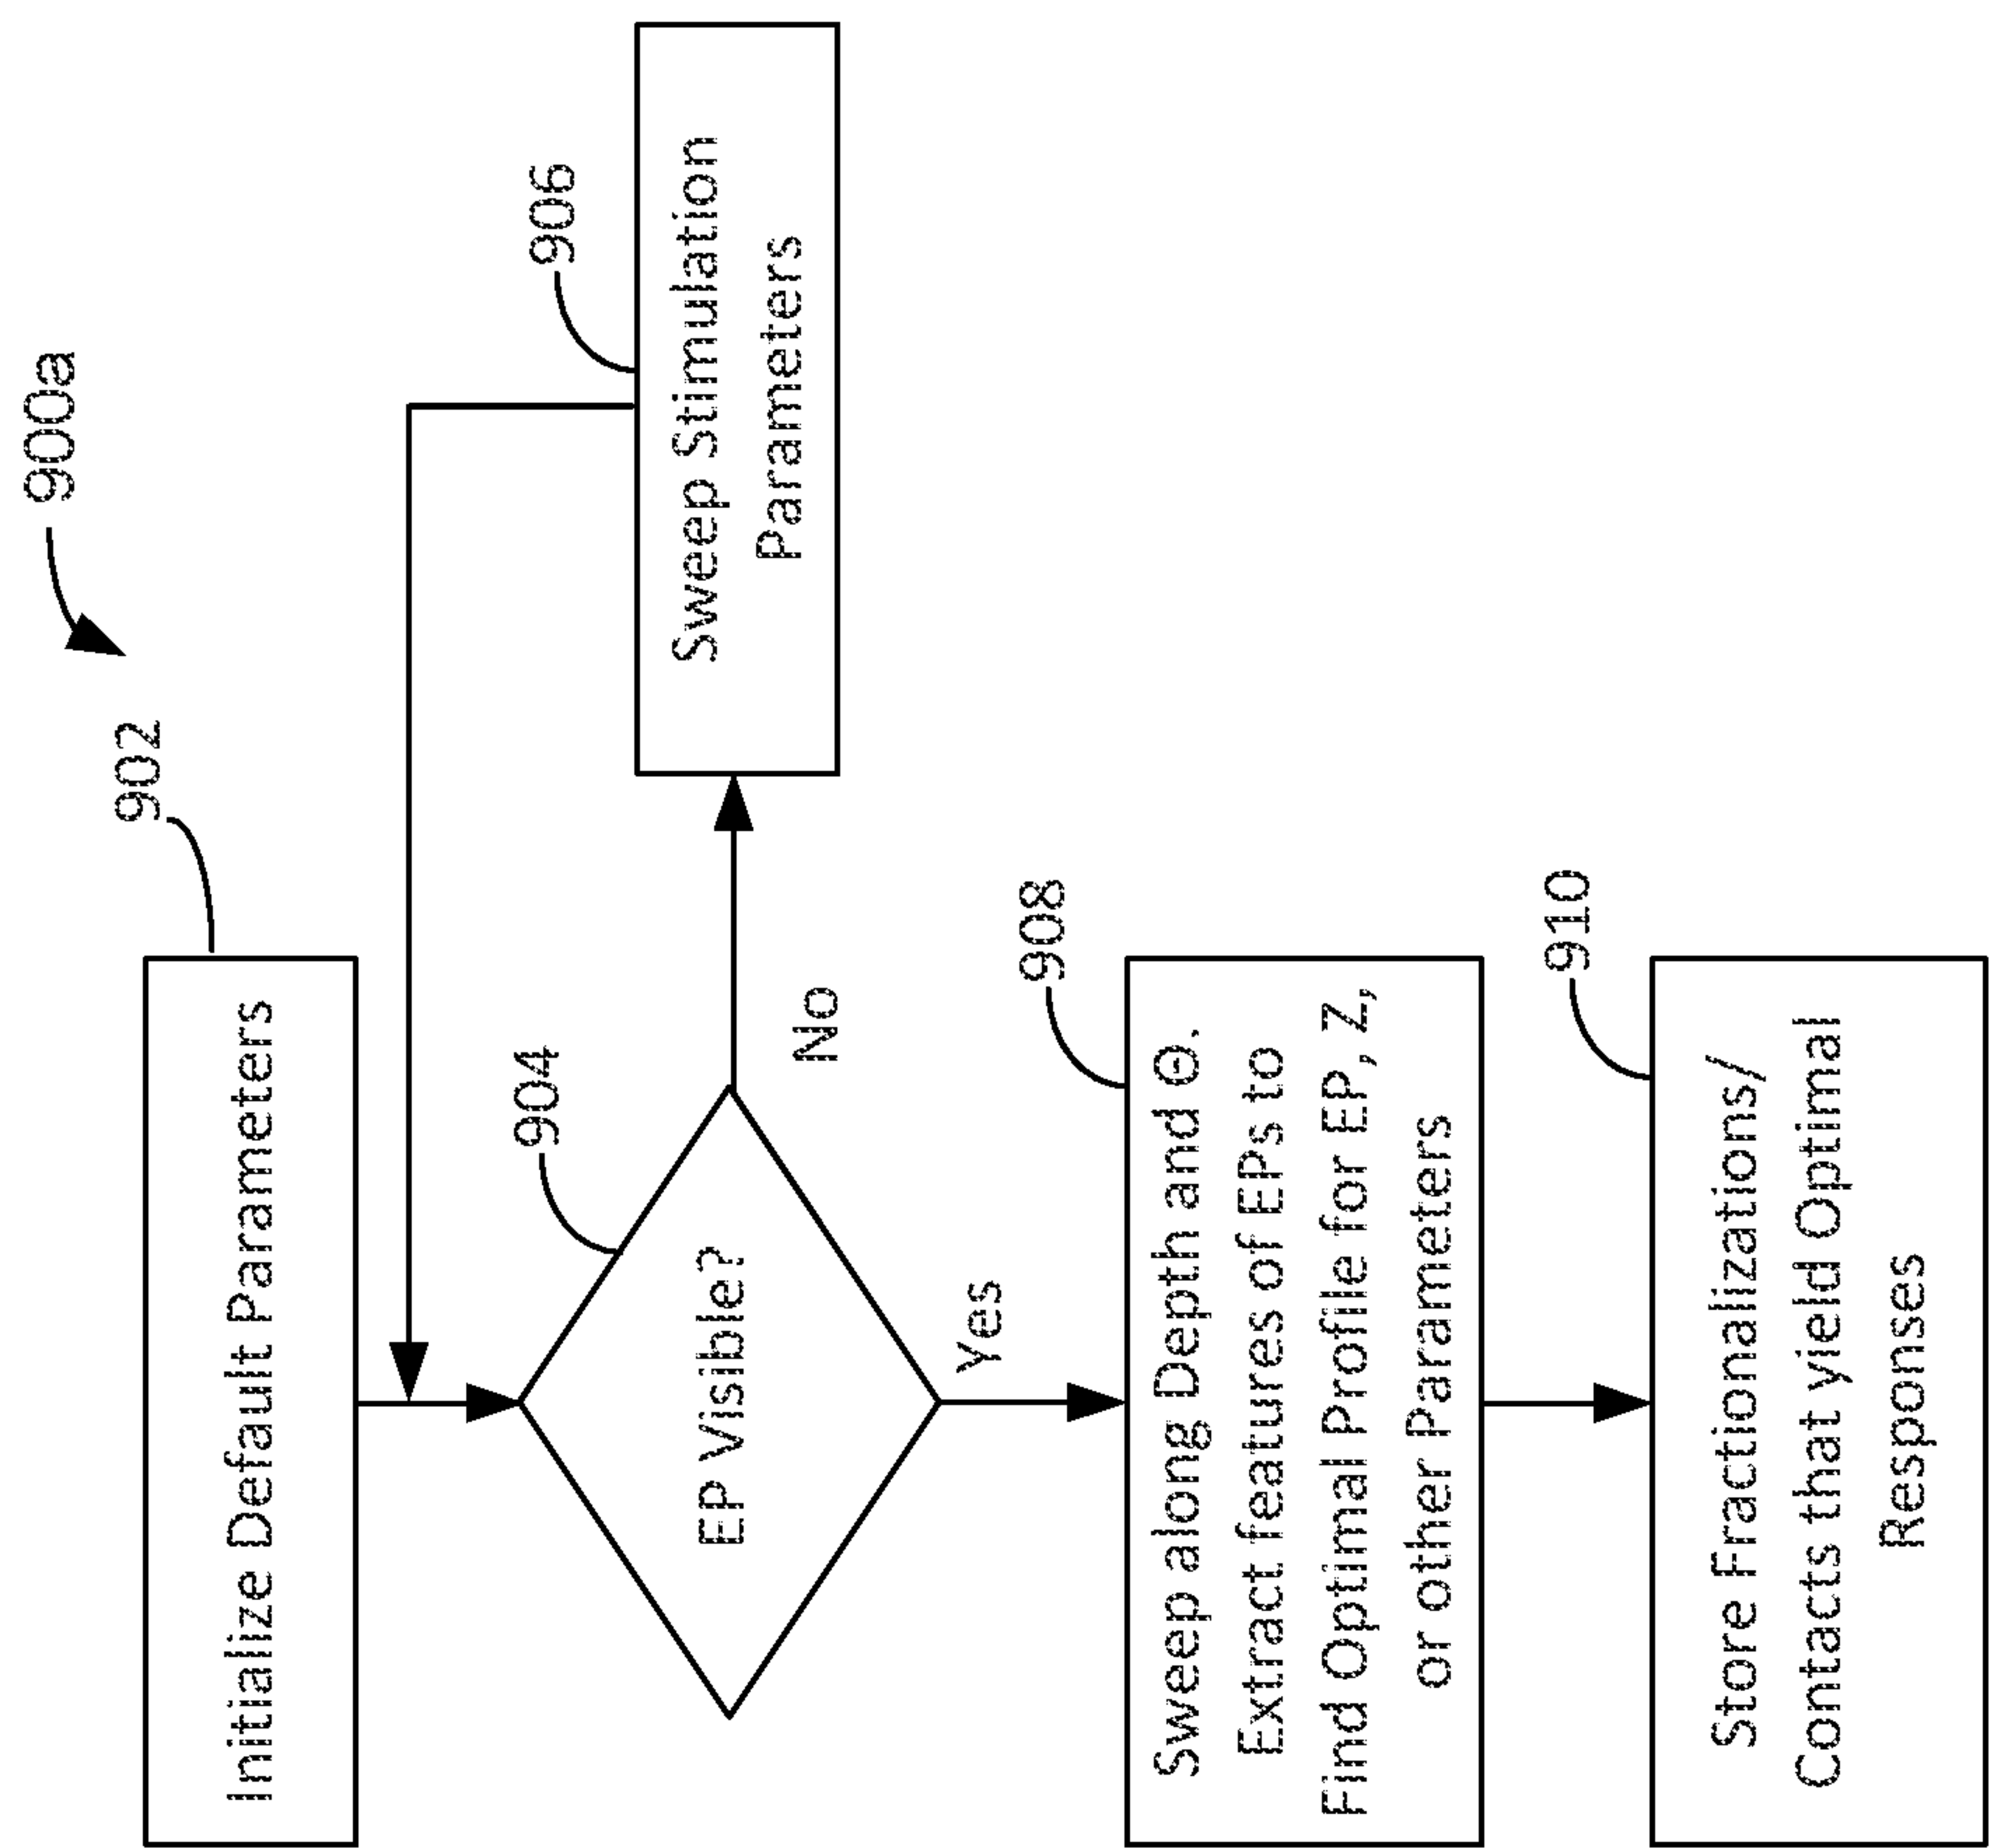 900a
902
Initialize Default Parameters
904
EP Visible?
No
906
Sweep Stimulation
Parameters
Yes
908
Sweep along Depth and Θ.
Extract features of EPs to
Find Optimal Profile for EP, Z,
or other Parameters
910
Store Fractionalizations/
Contacts that yield Optimal
Responses